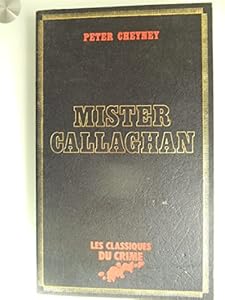 PETER CHEYNEY
MISTER
CALLAGHAN
LES CLASSIQUES
DU CRIME